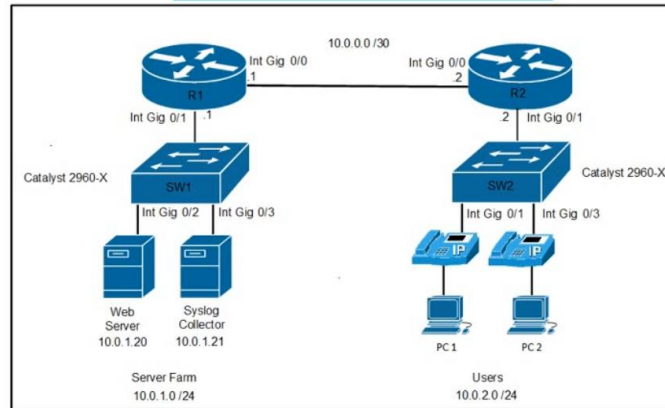 10.0.0.0 /30
Int Gig 0/0
.1
Int Gig 0/0
.2
R1
R2
Int Gig 0/1
.1
.2
Int Gig 0/1
Catalyst 2960-X
SW1
SW2
Catalyst 2960-X
Int Gig 0/2
Int Gig 0/3
Int Gig 0/1
Int Gig 0/3
IP
IP
Web
Server
10.0.1.20
Syslog
Collector
10.0.1.21
PC 1
PC 2
Server Farm
10.0.1.0 /24
Users
10.0.2.0 /24